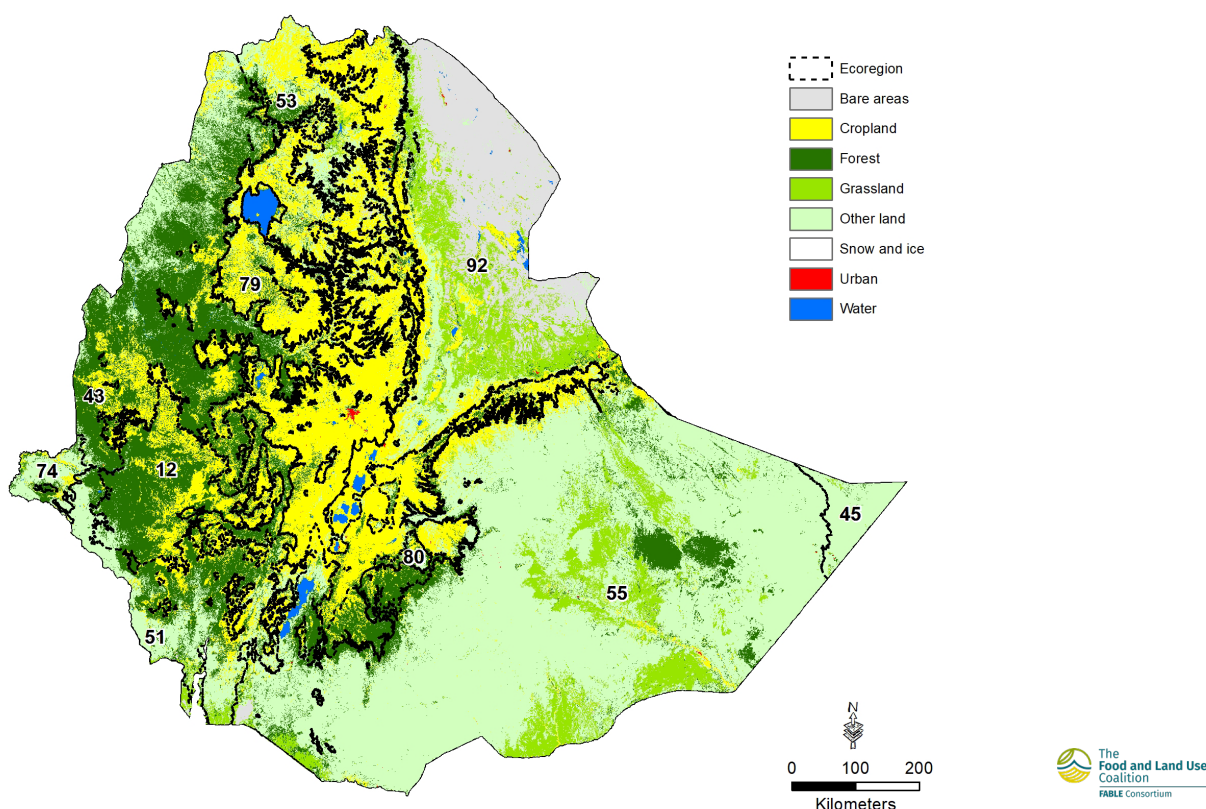 Ecoregion
Bare areas
Cropland
Forest
Grassland
Other land
Snow and ice
Urban
Water
53
92
79
43
12
74
45
80
55
51
N
0 100 200
Kilometers
The
Food and Land Use
Coalition
FABLE Consortium